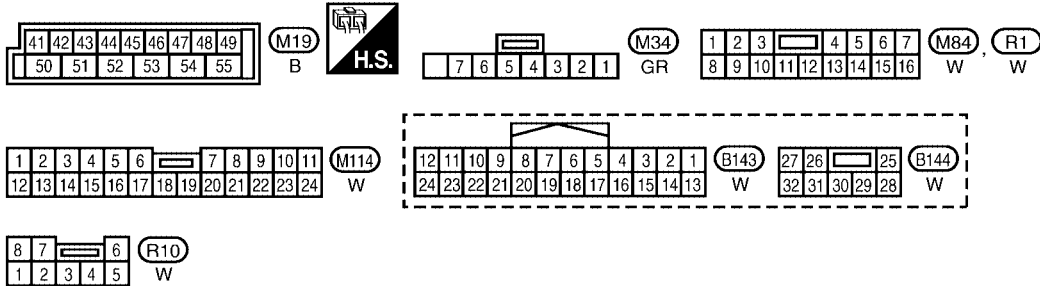 41 42 43 44 45 46 47 48 49
50 51 52 53 54 55
M19
B
H.S.
7 6 5 4 3 2 1
M34
GR
1 2 3 4 5 6 7
8 9 10 11 12 13 14 15 16
M84 , R1
W W
1 2 3 4 5 6 7 8 9 10 11
12 13 14 15 16 17 18 19 20 21 22 23 24
M114
W
12 11 10 9 8 7 6 5 4 3 2 1
24 23 22 21 20 19 18 17 16 15 14 13
B143
W
27 26 25
32 31 30 29 28
B144
W
8 7 6
1 2 3 4 5
R10
W